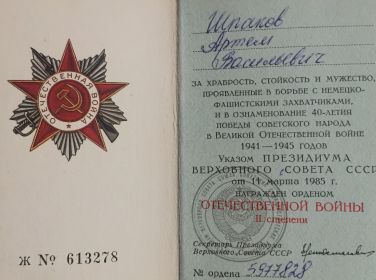 ОТЕЧЕСТВЕННАЯ ВОЙНА
Ж № 613278
Шраков
Артем
Васильевич
ЗА ХРАБРОСТЬ, СТОЙКОСТЬ И МУЖЕСТВО,
ПРОЯВЛЕННЫЕ В БОРЬБЕ С НЕМЕЦКО-
ФАШИСТСКИМИ ЗАХВАТЧИКАМИ,
И В ОЗНАМЕНОВАНИЕ 40-ЛЕТИЯ
ПОБЕДЫ СОВЕТСКОГО НАРОДА
В ВЕЛИКОЙ ОТЕЧЕСТВЕННОЙ ВОЙНЕ
1941—1945 ГОДОВ
УКАЗОМ ПРЕЗИДИУМА
ВЕРХОВНОГО СОВЕТА СССР
от 11 марта 1985 г.
НАГРАЖДЕН ОРДЕНОМ
ОТЕЧЕСТВЕННОЙ ВОЙНЫ
II степени
Секретарь Президиума
Верховного Совета СССР
№ ордена 5917828